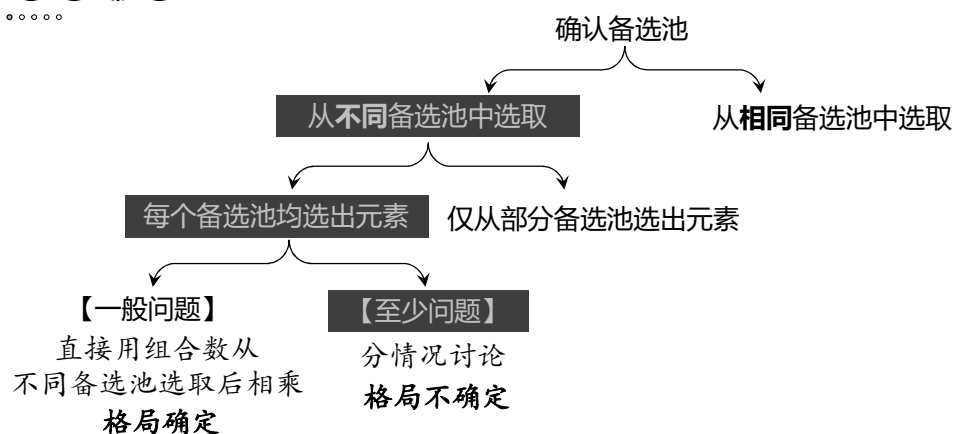 确认备选池
从不同备选池中选取
从相同备选池中选取
每个备选池均选出元素
仅从部分备选池选出元素
【一般问题】
直接用组合数从
不同备选池选取后相乘
格局确定
【至少问题】
分情况讨论
格局不确定